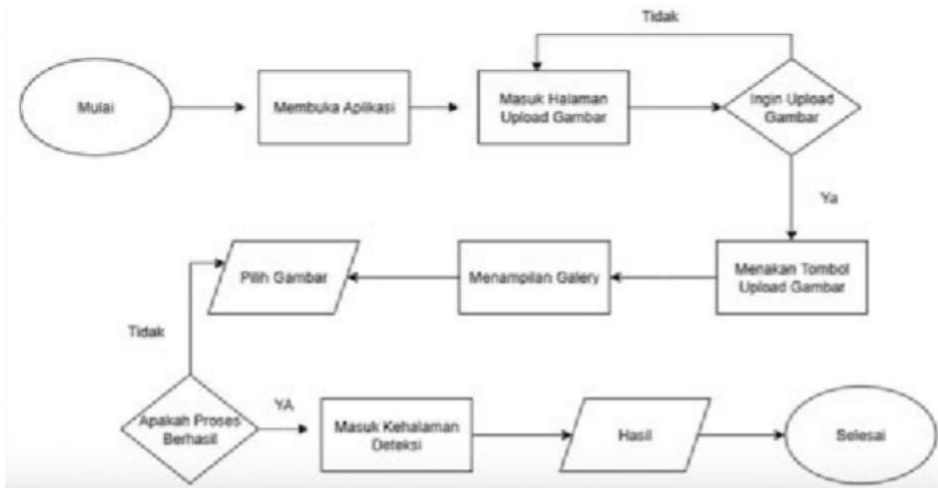 Tidak
Mulai
Membuka Aplikasi
Masuk Halaman
Upload Gambar
Ingin Upload
Gambar
Ya
Pilih Gambar
Menampilan Galery
Menakan Tombol
Upload Gambar
Tidak
Apakah Proses
Berhasil
YA
Masuk Kehalaman
Deteksi
Hasil
Selesai